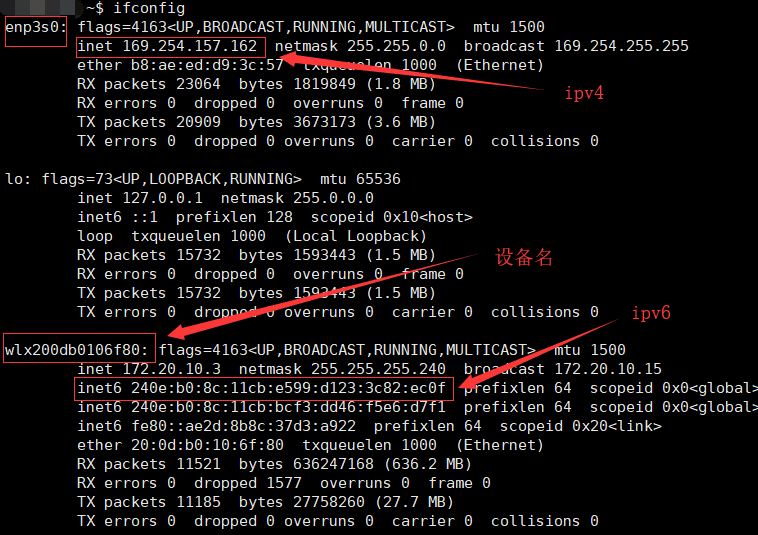 ~$ ifconfig
enp3s0: flags=4163<UP,BROADCAST,RUNNING,MULTICAST>  mtu 1500
inet 169.254.157.162  netmask 255.255.0.0  broadcast 169.254.255.255
ether b8:ae:ed:d9:3c:57  txqueuelen 1000  (Ethernet)
RX packets 23064  bytes 1819849 (1.8 MB)
ipv4
RX errors 0  dropped 0  overruns 0  frame 0
TX packets 20909  bytes 3673173 (3.6 MB)
TX errors 0  dropped 0 overruns 0  carrier 0  collisions 0
lo: flags=73<UP,LOOPBACK,RUNNING>  mtu 65536
inet 127.0.0.1  netmask 255.0.0.0
inet6 ::1  prefixlen 128  scopeid 0x10<host>
loop  txqueuelen 1000  (Local Loopback)
RX packets 15732  bytes 1593443 (1.5 MB)
设备名
RX errors 0  dropped 0  overruns 0  frame 0
TX packets 15732  bytes 1593443 (1.5 MB)
TX errors 0  dropped 0 overruns 0  carrier 0  collisions 0
ipv6
wlx200db0106f80: flags=4163<UP,BROADCAST,RUNNING,MULTICAST>  mtu 1500
inet 172.20.10.3  netmask 255.255.255.240  broadcast 172.20.10.15
inet6 240e:b0:8c:11cb:e599:d123:3c82:ec0f  prefixlen 64  scopeid 0x0<global>
inet6 240e:b0:8c:11cb:bcf3:dd46:f5e6:d7f1  prefixlen 64  scopeid 0x0<global>
inet6 fe80::ae2d:8b8c:37d3:a922  prefixlen 64  scopeid 0x20<link>
ether 20:0d:b0:10:6f:80  txqueuelen 1000  (Ethernet)
RX packets 11521  bytes 636247168 (636.2 MB)
RX errors 0  dropped 1577  overruns 0  frame 0
TX packets 11185  bytes 27758260 (27.7 MB)
TX errors 0  dropped 0 overruns 0  carrier 0  collisions 0